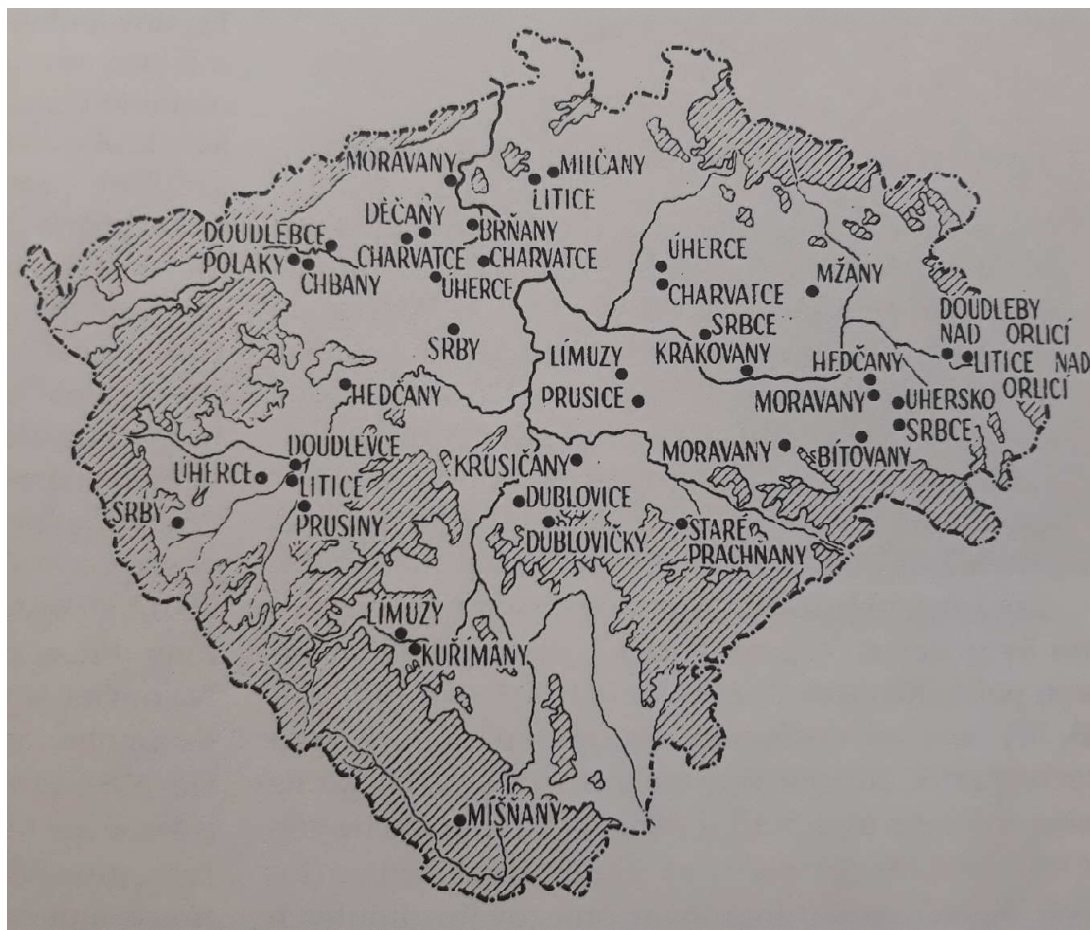 MORAVANY
MILČANY
LITICE
DĚČANY
BRŇANY
DOUDLEBCE
CHARVATCE
CHARVATCE
POLAKY
CHBANY
ÚHERCE
ÚHERCE
CHARVATCE
MŽANY
SRBY
SRBCE
DOUDLEBY
NAD ORLICÍ
LÍMUZY
KRAKOVANY
HEDČANY
LITICE NAD
ORLICÍ
HEDČANY
PRUSICE
MORAVANY
UHERSKO
SRBCE
DOUDLEVCE
KRUSIČANY
MORAVANY
BÍTOVANY
ÚHERCE
LITICE
DUBLOVICE
SRBY
PRUSINY
DUBLOVIČKY
STARÉ
PRACHŇANY
LÍMUZY
KUŘIMANY
MIŠŇANY